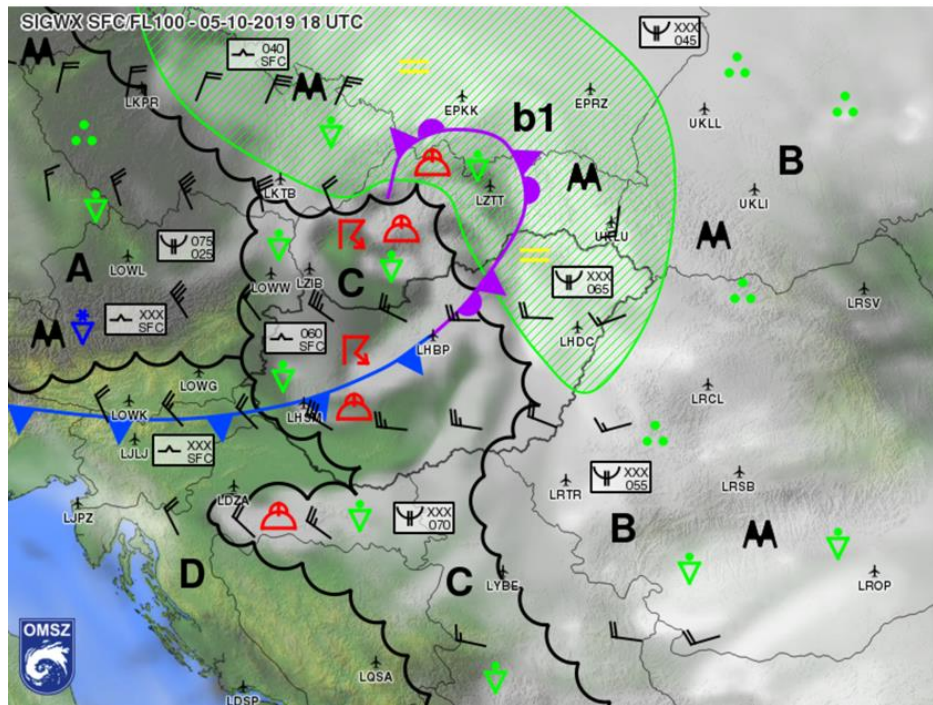 SIGWX SFC/FL100 - 05-10-2019 18 UTC
XXX
045
040
SFC
LKPR
EPKK
EPRZ
b1
UKLL
B
LKTB
LZTT
UKLI
UKLU
075
025
A
LOWL
LOWW
LZIB
C
XXX
065
LRSV
XXX
SFC
060
SFC
LHBP
LHDC
LOWG
LRCL
LOWK
LHSM
LJLJ
XXX
SFC
LDZA
LRTR
XXX
055
LRSB
LJPZ
XXX
070
B
D
C
LYBE
LROP
OMSZ
LQSA
LDSP